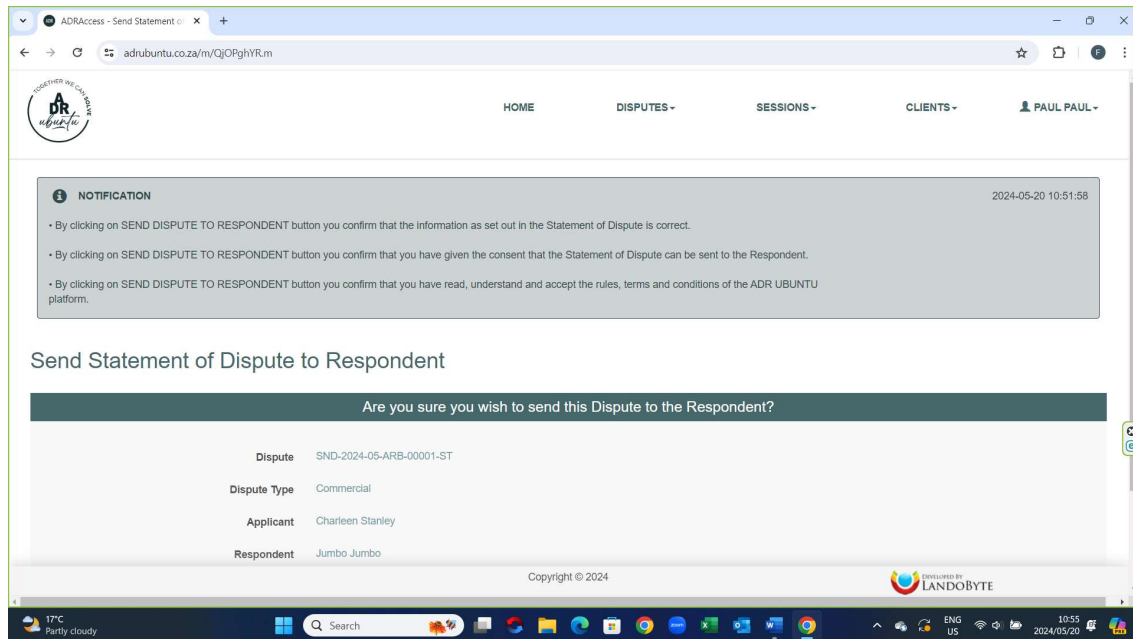 ADRAccess - Send Statement o
adrubuntu.co.za/m/QjOPghYR.m
F
TOGETHER WE CAN SOLVE
ADR
ubuntu
HOME
DISPUTES
SESSIONS
CLIENTS
PAUL PAUL
NOTIFICATION
2024-05-20 10:51:58
• By clicking on SEND DISPUTE TO RESPONDENT button you confirm that the information as set out in the Statement of Dispute is correct.
• By clicking on SEND DISPUTE TO RESPONDENT button you confirm that you have given the consent that the Statement of Dispute can be sent to the Respondent.
• By clicking on SEND DISPUTE TO RESPONDENT button you confirm that you have read, understand and accept the rules, terms and conditions of the ADR UBUNTU
platform.
Send Statement of Dispute to Respondent
Are you sure you wish to send this Dispute to the Respondent?
Dispute SND-2024-05-ARB-00001-ST
Dispute Type Commercial
Applicant Charleen Stanley
Respondent Jumbo Jumbo
Copyright © 2024
DEVELOPED BY
LANDOBYTE
17°C
Partly cloudy
Search
ENG
US
10:55
2024/05/20